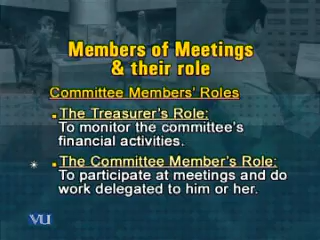 Members of Meetings
& their role
Committee Members' Roles
The Treasurer's Role:
To monitor the committee's
financial activities.
The Committee Member's Role:
To participate at meetings and do
work delegated to him or her.
VU